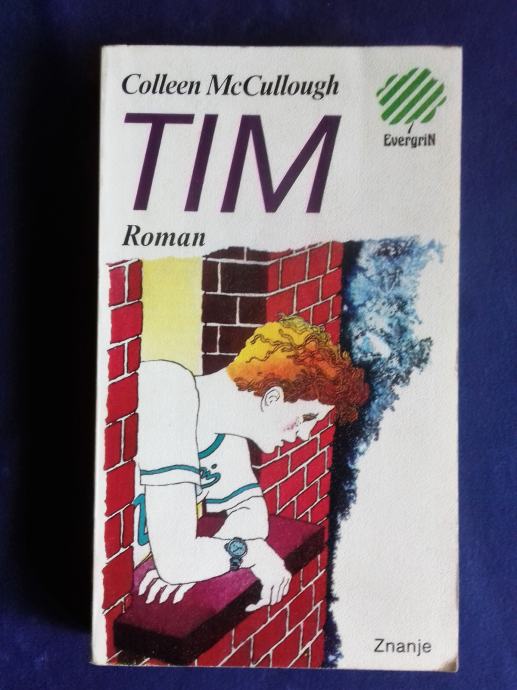 Colleen McCullough
TIM
EvergriN
Roman
Znanje